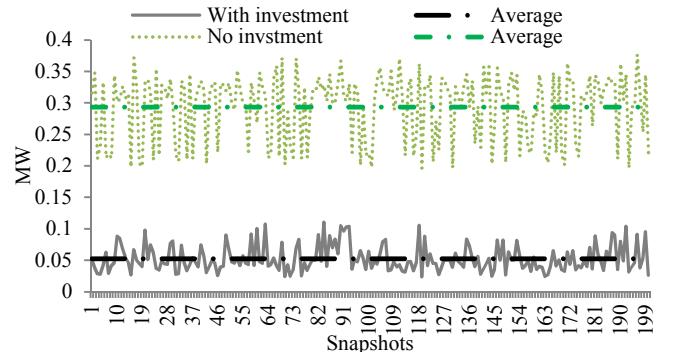 With investment
Average
No invstment
Average
0.4
0.35
0.3
0.25
0.2
0.15
0.1
0.05
0
MW
1 10 19 28 37 46 55 64 73 82 91 100 109 118 127 136 145 154 163 172 181 190 199
Snapshots